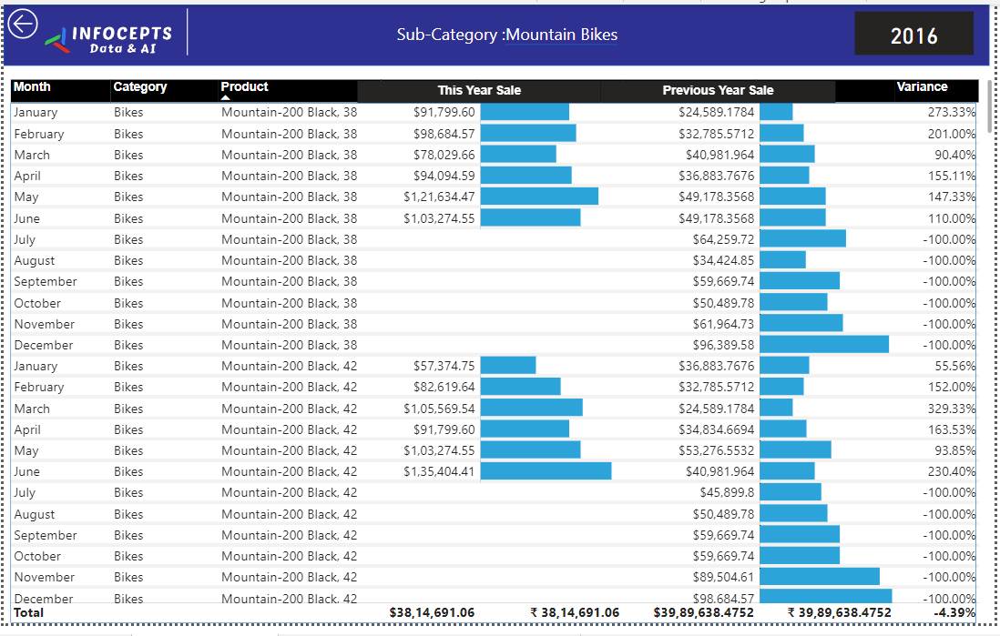 INFOCEPTS
Data & AI
Sub-Category :Mountain Bikes
2016
Month Category Product This Year Sale Previous Year Sale Variance
January Bikes Mountain-200 Black, 38 $91,799.60 $24,589.1784 273.33%
February Bikes Mountain-200 Black, 38 $98,684.57 $32,785.5712 201.00%
March Bikes Mountain-200 Black, 38 $78,029.66 $40,981.964 90.40%
April Bikes Mountain-200 Black, 38 $94,094.59 $36,883.7676 155.11%
May Bikes Mountain-200 Black, 38 $1,21,634.47 $49,178.3568 147.33%
June Bikes Mountain-200 Black, 38 $1,03,274.55 $49,178.3568 110.00%
July Bikes Mountain-200 Black, 38 $64,259.72 -100.00%
August Bikes Mountain-200 Black, 38 $34,424.85 -100.00%
September Bikes Mountain-200 Black, 38 $59,669.74 -100.00%
October Bikes Mountain-200 Black, 38 $50,489.78 -100.00%
November Bikes Mountain-200 Black, 38 $61,964.73 -100.00%
December Bikes Mountain-200 Black, 38 $96,389.58 -100.00%
January Bikes Mountain-200 Black, 42 $57,374.75 $36,883.7676 55.56%
February Bikes Mountain-200 Black, 42 $82,619.64 $32,785.5712 152.00%
March Bikes Mountain-200 Black, 42 $1,05,569.54 $24,589.1784 329.33%
April Bikes Mountain-200 Black, 42 $91,799.60 $34,834.6694 163.53%
May Bikes Mountain-200 Black, 42 $1,03,274.55 $53,276.5532 93.85%
June Bikes Mountain-200 Black, 42 $1,35,404.41 $40,981.964 230.40%
July Bikes Mountain-200 Black, 42 $45,899.8 -100.00%
August Bikes Mountain-200 Black, 42 $50,489.78 -100.00%
September Bikes Mountain-200 Black, 42 $59,669.74 -100.00%
October Bikes Mountain-200 Black, 42 $59,669.74 -100.00%
November Bikes Mountain-200 Black, 42 $89,504.61 -100.00%
December Bikes Mountain-200 Black, 42 $98,684.57 -100.00%
Total $38,14,691.06 ₹ 38,14,691.06 $39,89,638.4752 ₹ 39,89,638.4752 -4.39%